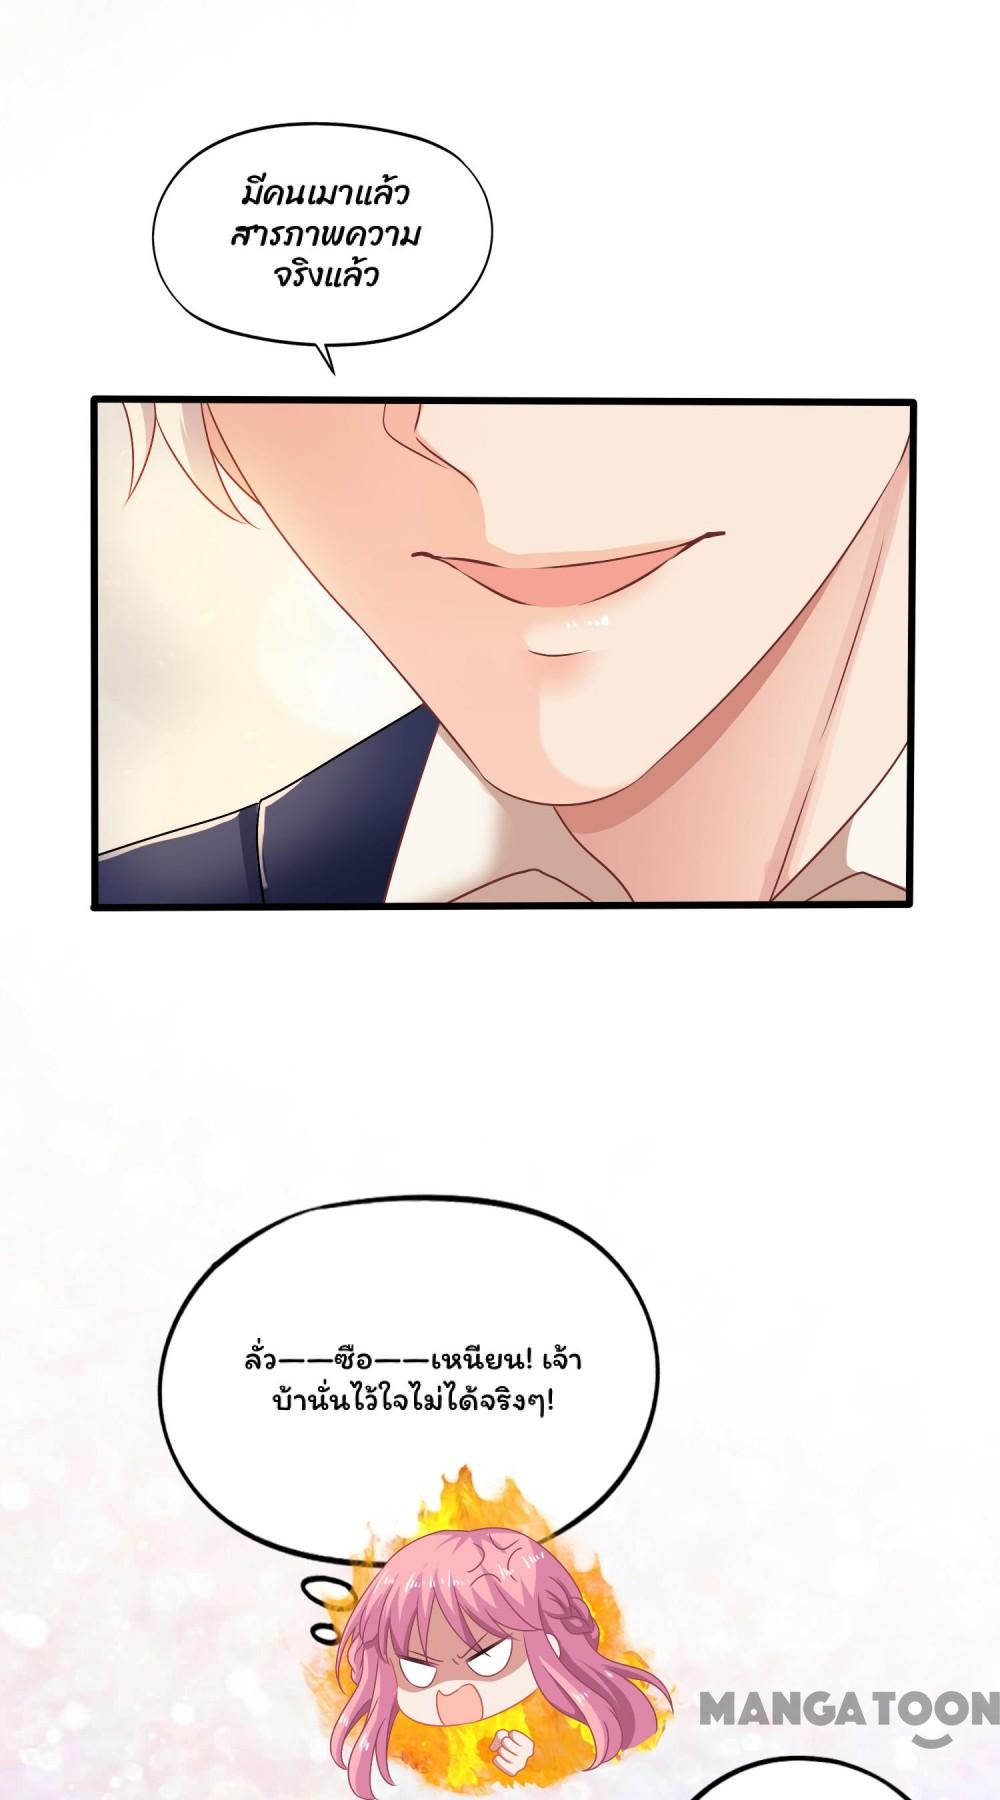 มีคนเมาแล้ว
สารภาพความ
จริงแล้ว
ลั่ว——ซือ——เหนียน! เจ้า
บ้านั่นไว้ใจไม่ได้จริงๆ!
MANGATOON